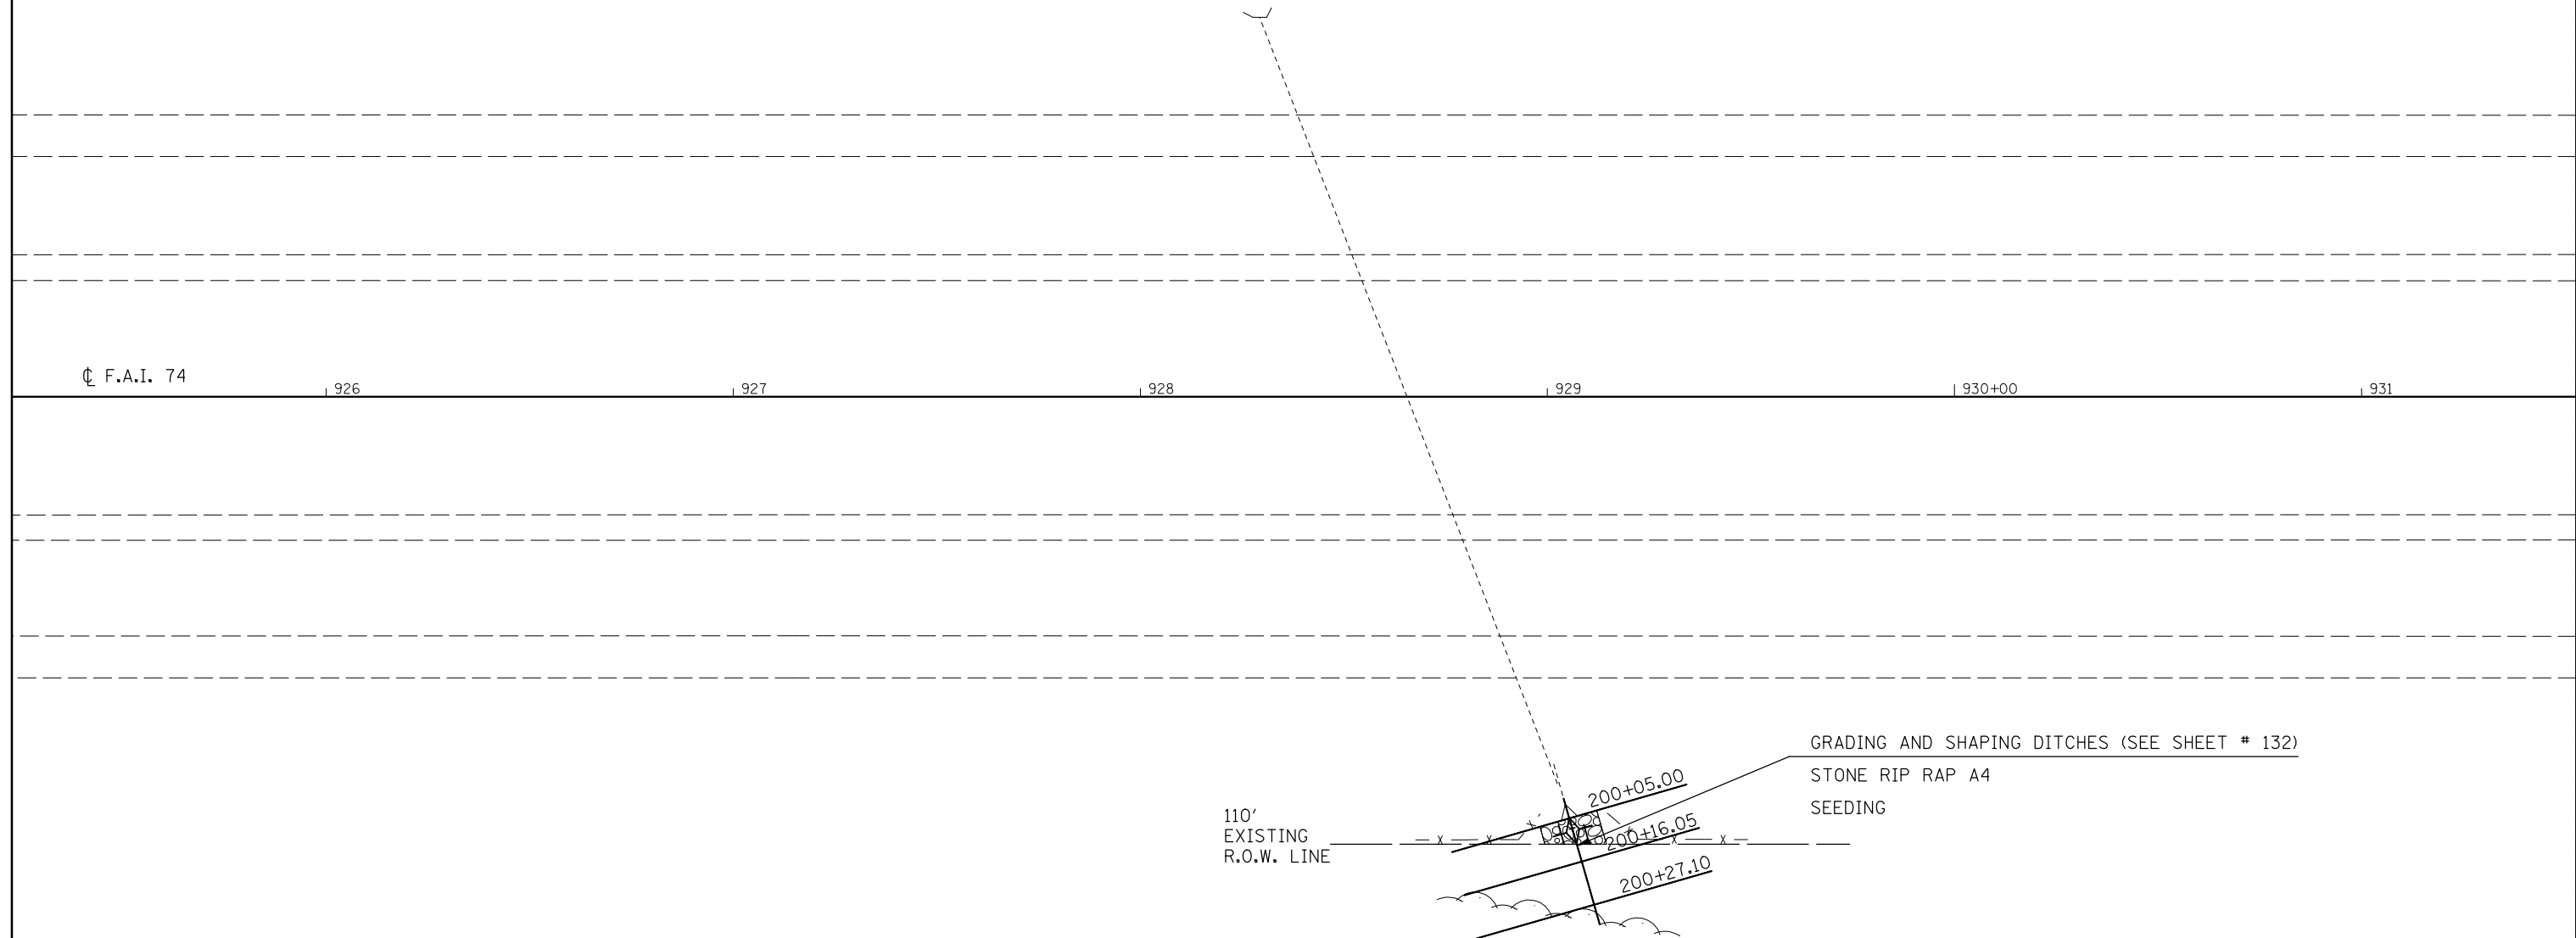 ℄ F.A.I. 74
926
927
928
929
930+00
931
GRADING AND SHAPING DITCHES (SEE SHEET # 132)
STONE RIP RAP A4
SEEDING
110'
EXISTING
R.O.W. LINE
200+05.00
200+16.05
200+27.10